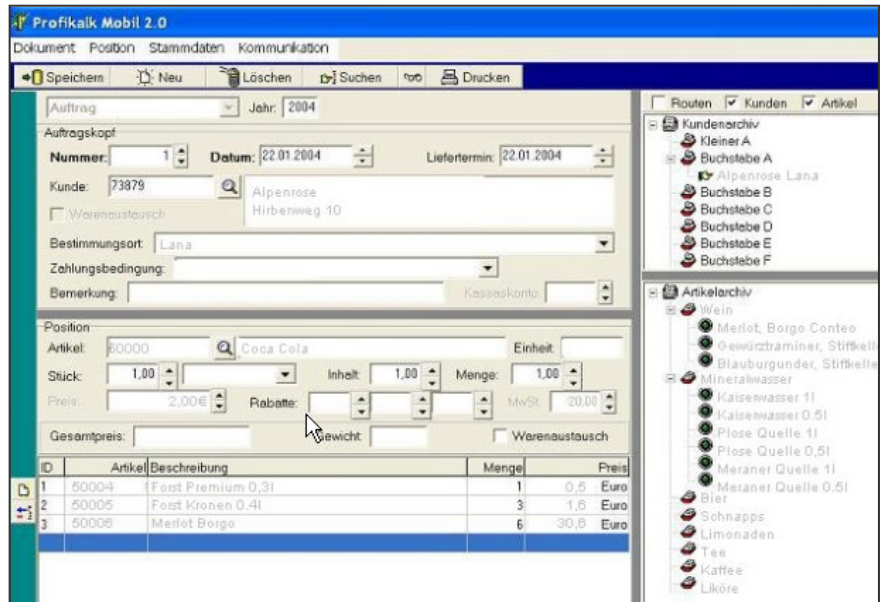 Profikalk Mobil 2.0
Dokument Position Stammdaten Kommunikation
Speichern Neu Löschen Suchen Drucken
Auftrag Jahr: 2004
Auftragskopf
Nummer: 1 Datum: 22.01.2004 Liefertermin: 22.01.2004
Kunde: 73879 Alpenrose
Hirbenweg 10
Warenaustausch
Bestimmungsort: Lana
Zahlungsbedingung:
Bemerkung: Kassaskonto:
Position
Artikel: 60000 Coca Cola Einheit:
Stück: 1,00 Inhalt: 1,00 Menge: 1,00
Preis: 2,00€ Rabatte: MwSt: 20.00
Gesamtpreis: Gewicht: Warenaustausch
ID Artikel Beschreibung Menge Preis
1 50004 Forst Premium 0,3l 1 0,5 Euro
2 50005 Forst Kronen 0.4l 3 1,6 Euro
3 50006 Merlot Borgo 6 30,6 Euro
Routen Kunden Artikel
Kundenarchiv
Kleiner A
Buchstabe A
Alpenrose Lana
Buchstabe B
Buchstabe C
Buchstabe D
Buchstabe E
Buchstabe F
Artikelarchiv
Wein
Merlot, Borgo Conteo
Gewürztraminer, Stiftkelle
Blauburgunder, Stiftkelle
Mineralwasser
Kaiserwasser 1l
Kaiserwasser 0.5l
Plose Quelle 1l
Plose Quelle 0,5l
Meraner Quelle 1l
Meraner Quelle 0.5l
Bier
Schnapps
Limonaden
Tee
Kaffee
Liköre